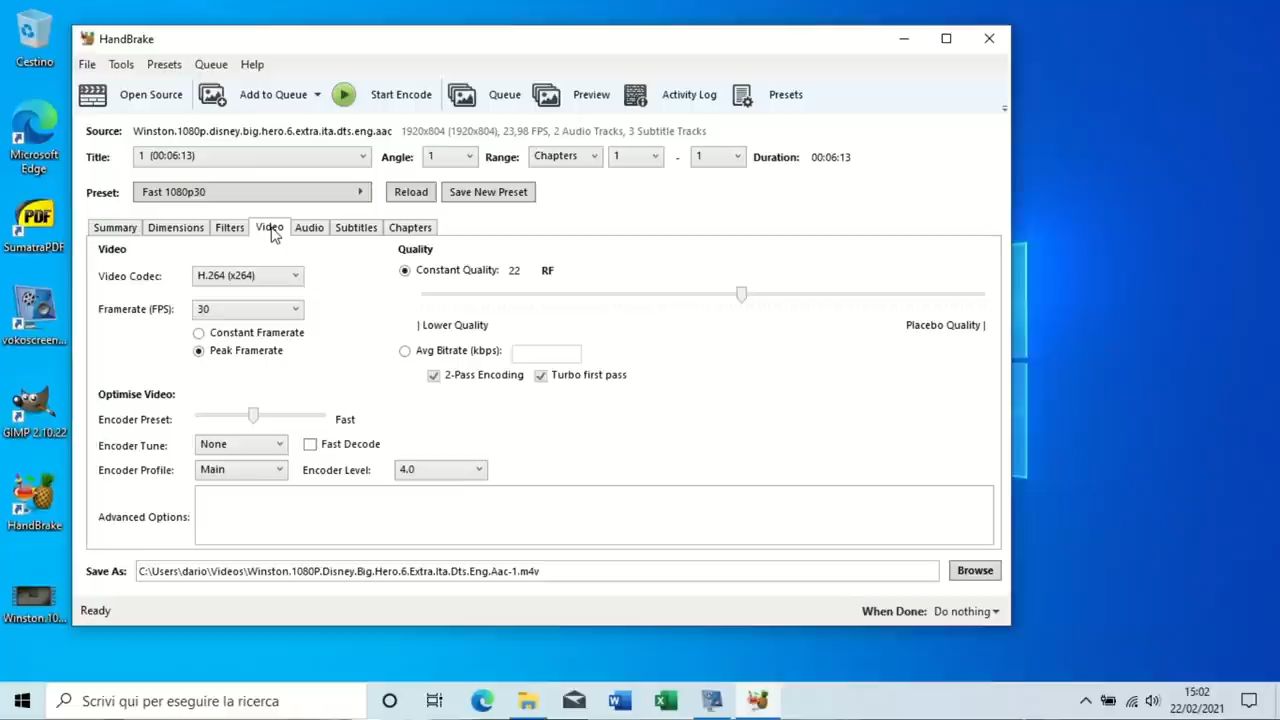 Cestino
Microsoft
Edge
PDF
SumatraPDF
vokoscreen...
GIMP 2.10.22
HandBrake
Winston.10...
HandBrake
File Tools Presets Queue Help
Open Source Add to Queue Start Encode Queue Preview Activity Log Presets
Source: Winston.1080p.disney.big.hero.6.extra.ita.dts.eng.aac 1920x804 (1920x804), 23,98 FPS, 2 Audio Tracks, 3 Subtitle Tracks
Title: 1 (00:06:13) Angle: 1 Range: Chapters 1 - 1 Duration: 00:06:13
Preset: Fast 1080p30 Reload Save New Preset
Summary Dimensions Filters Video Audio Subtitles Chapters
Video Quality
Video Codec: H.264 (x264) Constant Quality: 22 RF
Framerate (FPS): 30
Constant Framerate | Lower Quality Placebo Quality |
Peak Framerate Avg Bitrate (kbps):
2-Pass Encoding Turbo first pass
Optimise Video:
Encoder Preset: Fast
Encoder Tune: None Fast Decode
Encoder Profile: Main Encoder Level: 4.0
Advanced Options:
Save As: C:\Users\dario\Videos\Winston.1080P.Disney.Big.Hero.6.Extra.Ita.Dts.Eng.Aac-1.m4v Browse
Ready When Done: Do nothing
Scrivi qui per eseguire la ricerca
15:02
22/02/2021